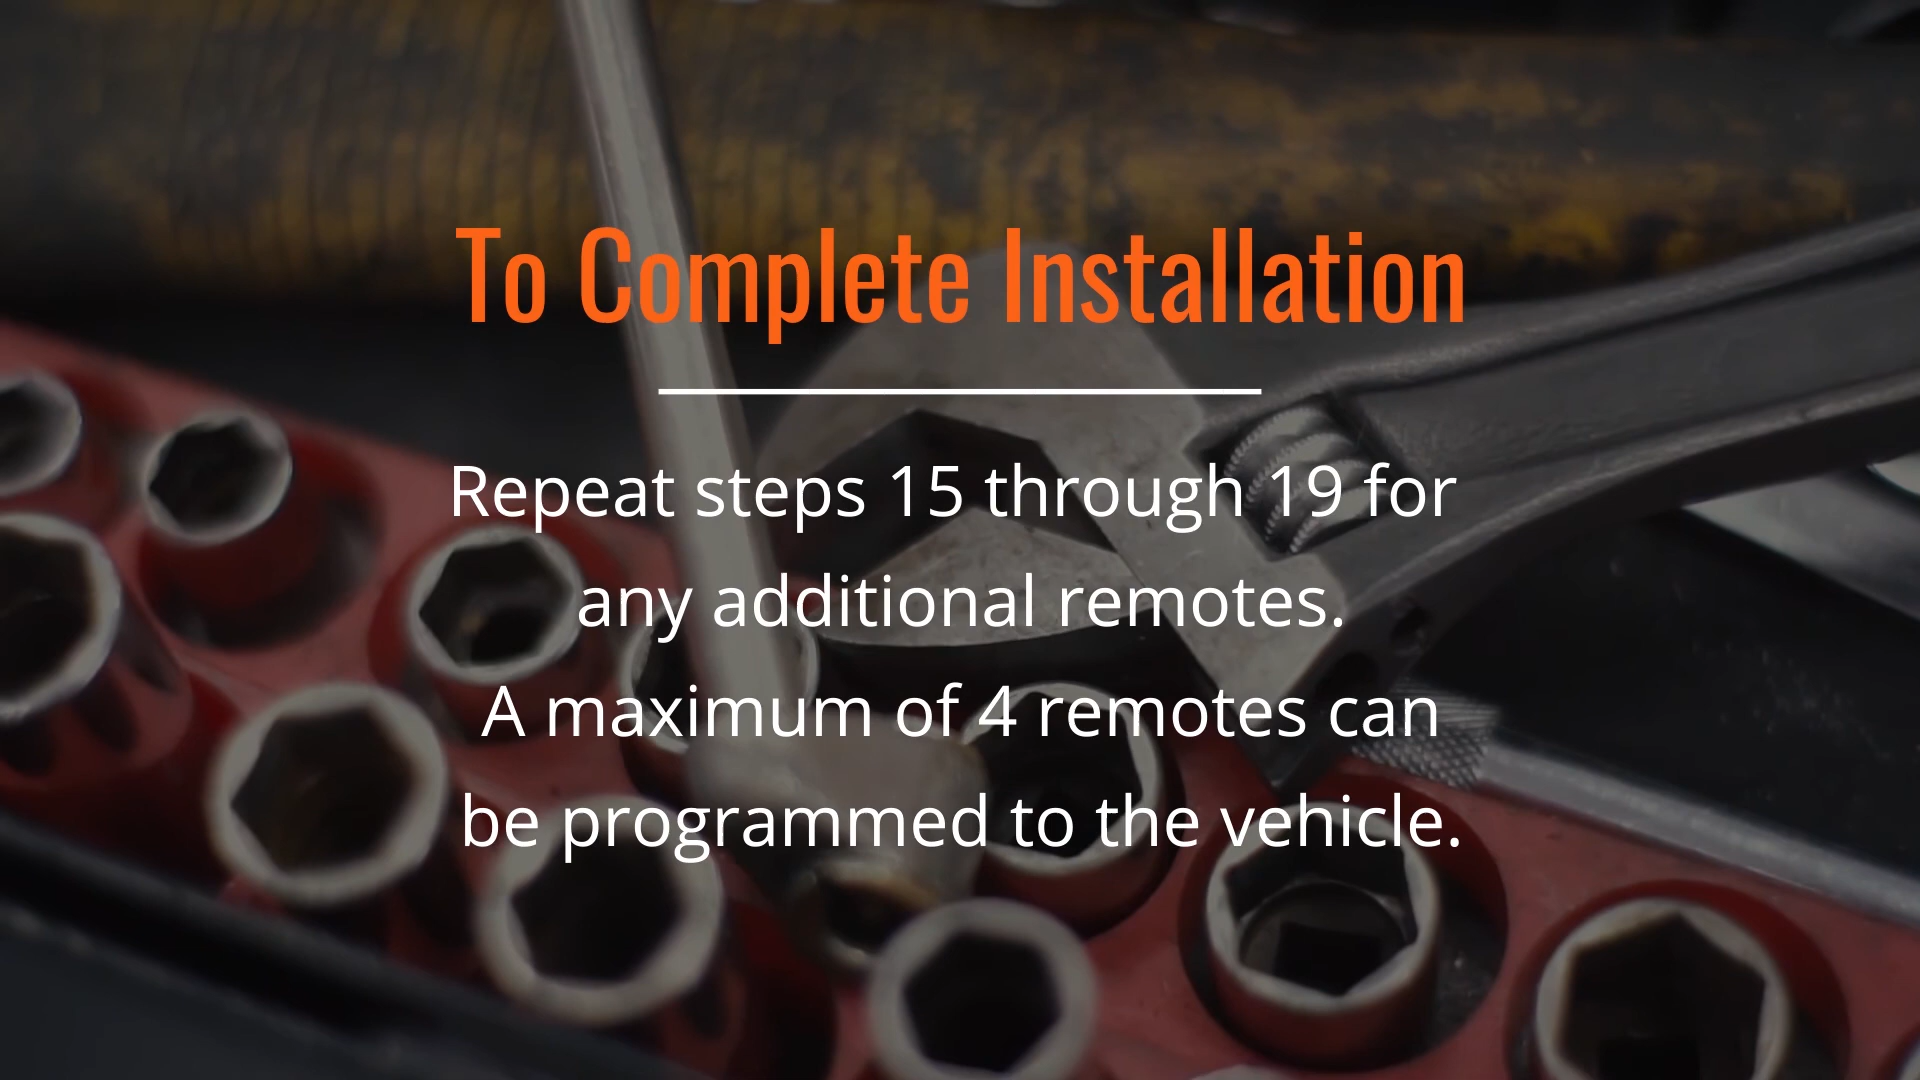 To Complete Installation
Repeat steps 15 through 19 for
any additional remotes.
A maximum of 4 remotes can
be programmed to the vehicle.